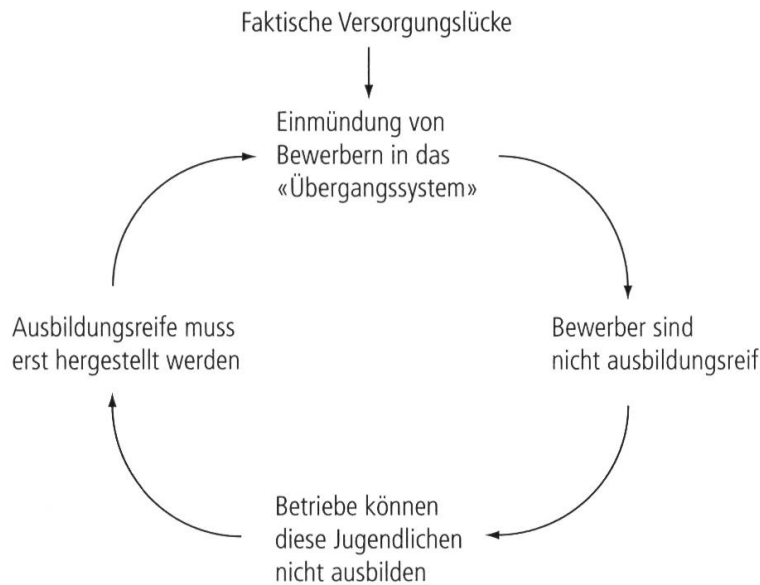 Faktische Versorgungslücke
Einmündung von
Bewerbern in das
«Übergangssystem»
Bewerber sind
nicht ausbildungsreif
Betriebe können
diese Jugendlichen
nicht ausbilden
Ausbildungsreife muss
erst hergestellt werden